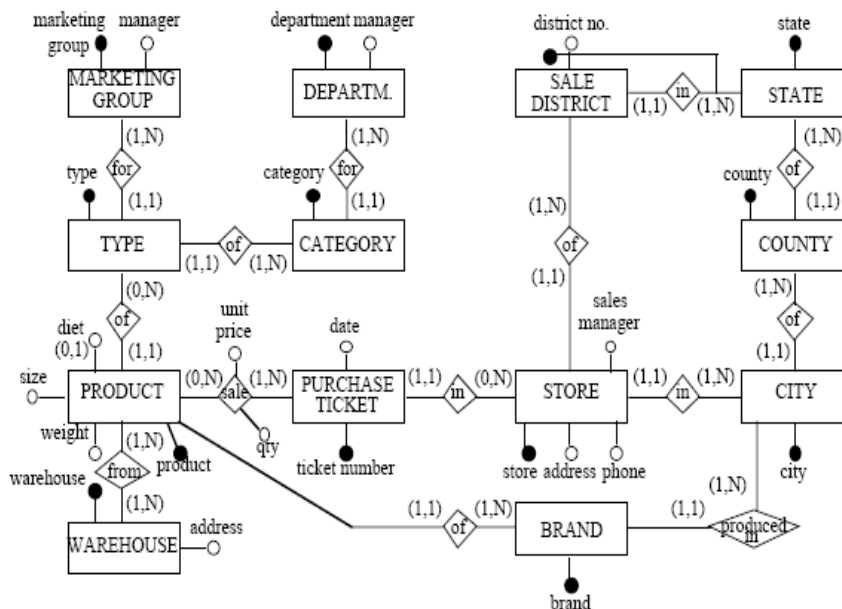 marketing
group
manager
department manager
district no.
state
MARKETING
GROUP
DEPARTM.
SALE
DISTRICT
in
STATE
(1,1)
(1,N)
(1,N)
(1,N)
(1,N)
for
for
of
type
category
county
(1,1)
(1,1)
(1,N)
(1,1)
TYPE
of
CATEGORY
of
COUNTY
(1,1)
(1,N)
(0,N)
(1,1)
(1,N)
of
unit
price
date
sales
manager
of
diet
(0,1)
(1,1)
(1,1)
size
PRODUCT
(0,N)
sale
(1,N)
PURCHASE
TICKET
(1,1)
in
(0,N)
STORE
(1,1)
in
(1,N)
CITY
weight
(1,N)
qty
warehouse
from
product
ticket number
store
address
phone
city
(1,N)
(1,N)
(1,1)
of
(1,N)
(1,1)
WAREHOUSE
address
BRAND
produced
in
brand